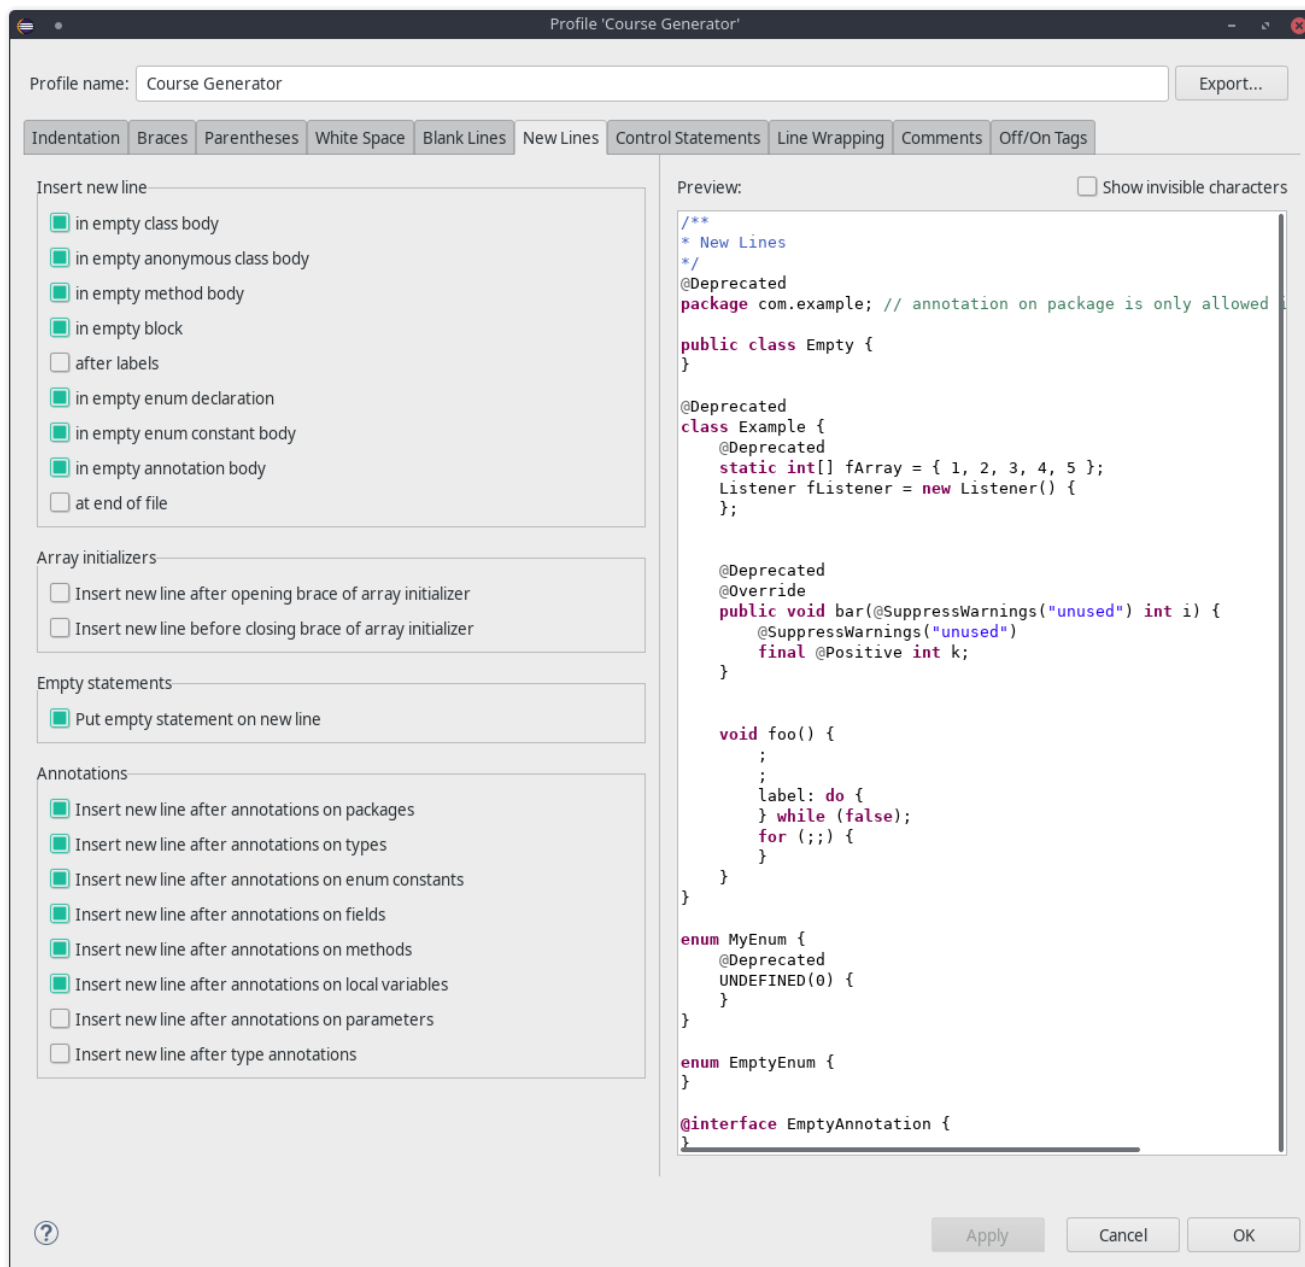 Profile 'Course Generator'
Profile name: Course Generator Export...
Indentation Braces Parentheses White Space Blank Lines New Lines Control Statements Line Wrapping Comments Off/On Tags
Insert new line
in empty class body
in empty anonymous class body
in empty method body
in empty block
after labels
in empty enum declaration
in empty enum constant body
in empty annotation body
at end of file
Array initializers
Insert new line after opening brace of array initializer
Insert new line before closing brace of array initializer
Empty statements
Put empty statement on new line
Annotations
Insert new line after annotations on packages
Insert new line after annotations on types
Insert new line after annotations on enum constants
Insert new line after annotations on fields
Insert new line after annotations on methods
Insert new line after annotations on local variables
Insert new line after annotations on parameters
Insert new line after type annotations
Preview: Show invisible characters
/**
* New Lines
*/
@Deprecated
package com.example; // annotation on package is only allowed
public class Empty {
}
@Deprecated
class Example {
@Deprecated
static int[] fArray = { 1, 2, 3, 4, 5 };
Listener fListener = new Listener() {
};
@Deprecated
@Override
public void bar(@SuppressWarnings("unused") int i) {
@SuppressWarnings("unused")
final @Positive int k;
}
void foo() {
;
;
label: do {
} while (false);
for (;;) {
}
}
}
enum MyEnum {
@Deprecated
UNDEFINED(0) {
}
}
enum EmptyEnum {
}
@interface EmptyAnnotation {
}
?
Apply Cancel OK